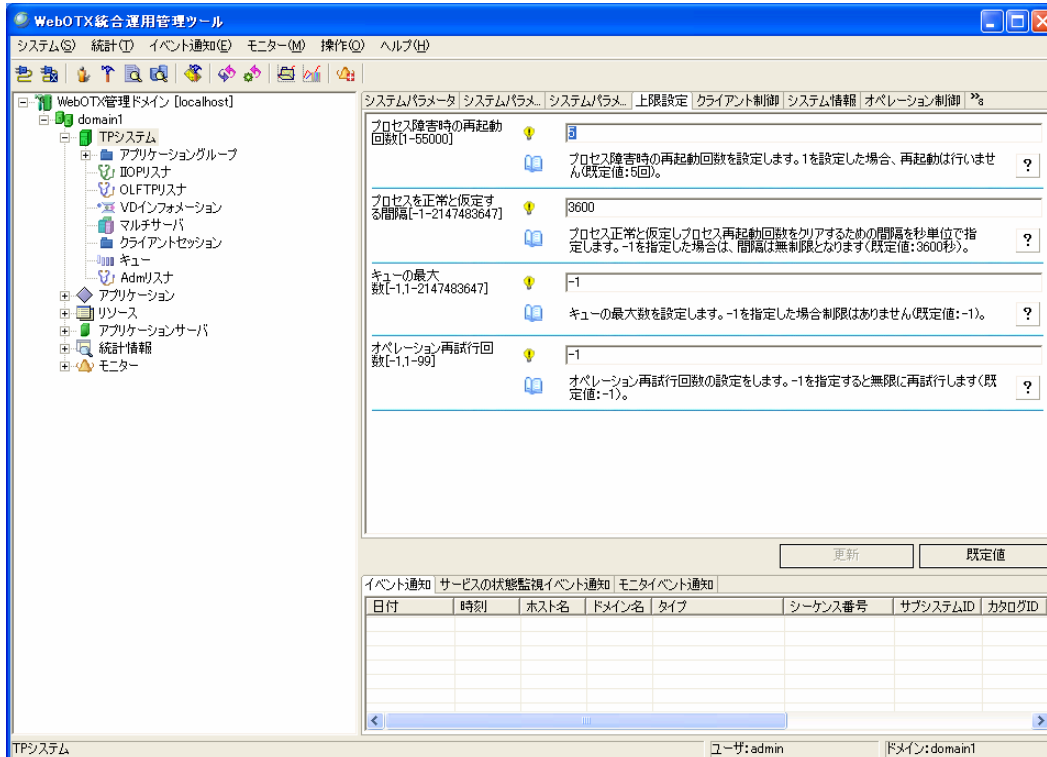 WebOTX統合運用管理ツール
システム(S) 統計(T) イベント通知(E) モニター(M) 操作(O) ヘルプ(H)
WebOTX管理ドメイン [localhost]
domain1
TPシステム
アプリケーショングループ
IIOPリスナ
OLFTPリスナ
VDインフォメーション
マルチサーバ
クライアントセッション
キュー
Admリスナ
アプリケーション
リソース
アプリケーションサーバ
統計情報
モニター
システムパラメータ システムパラメ... システムパラメ... 上限設定 クライアント制御 システム情報 オペレーション制御 »8
プロセス障害時の再起動
回数[1-55000]
5
プロセス障害時の再起動回数を設定します。1を設定した場合、再起動は行いませ
ん(既定値:5回)。
?
プロセスを正常と仮定す
る間隔[-1-2147483647]
3600
プロセス正常と仮定しプロセス再起動回数をクリアするための間隔を秒単位で指
定します。-1を指定した場合は、間隔は無制限となります(既定値:3600秒)。
?
キューの最大
数[-1,1-2147483647]
-1
キューの最大数を設定します。-1を指定した場合制限はありません(既定値:-1)。
?
オペレーション再試行回
数[-1,1-99]
-1
オペレーション再試行回数の設定をします。-1を指定すると無限に再試行します(既
定値:-1)。
?
更新 既定値
イベント通知 サービスの状態監視イベント通知 モニタイベント通知
日付 時刻 ホスト名 ドメイン名 タイプ シーケンス番号 サブシステムID カタログID
TPシステム ユーザ:admin ドメイン:domain1